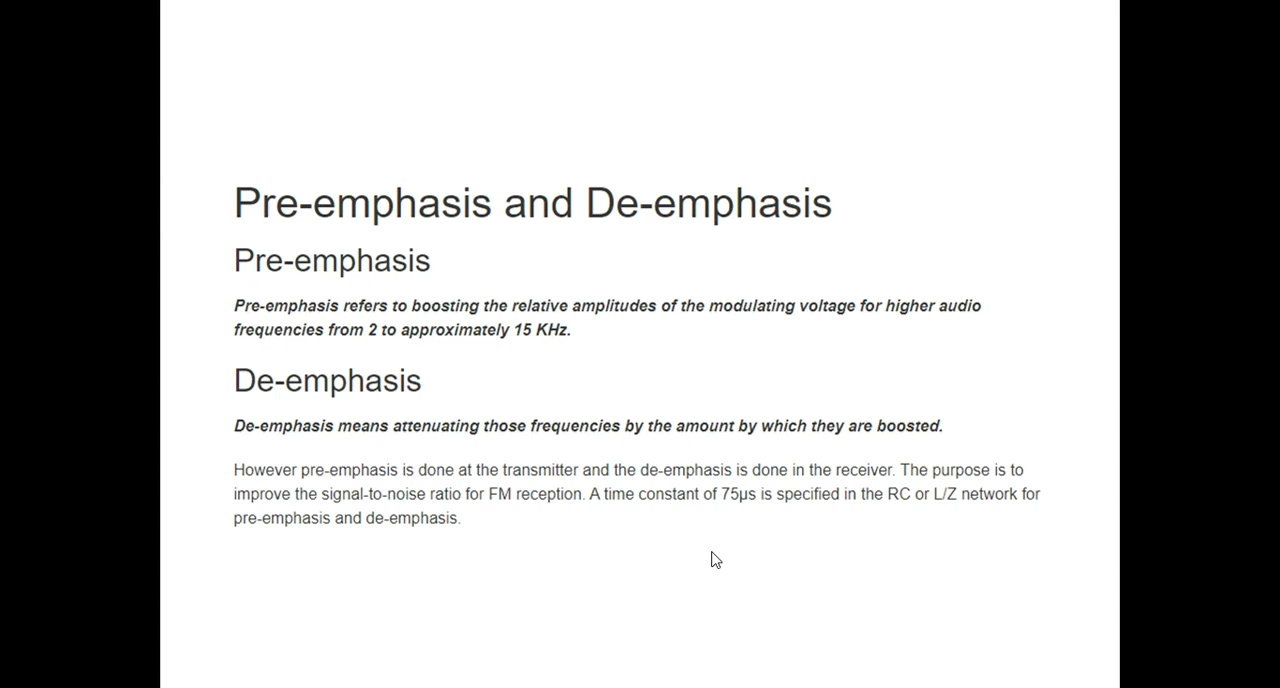 Pre-emphasis and De-emphasis
Pre-emphasis
Pre-emphasis refers to boosting the relative amplitudes of the modulating voltage for higher audio
frequencies from 2 to approximately 15 KHz.
De-emphasis
De-emphasis means attenuating those frequencies by the amount by which they are boosted.
However pre-emphasis is done at the transmitter and the de-emphasis is done in the receiver. The purpose is to
improve the signal-to-noise ratio for FM reception. A time constant of 75μs is specified in the RC or L/Z network for
pre-emphasis and de-emphasis.